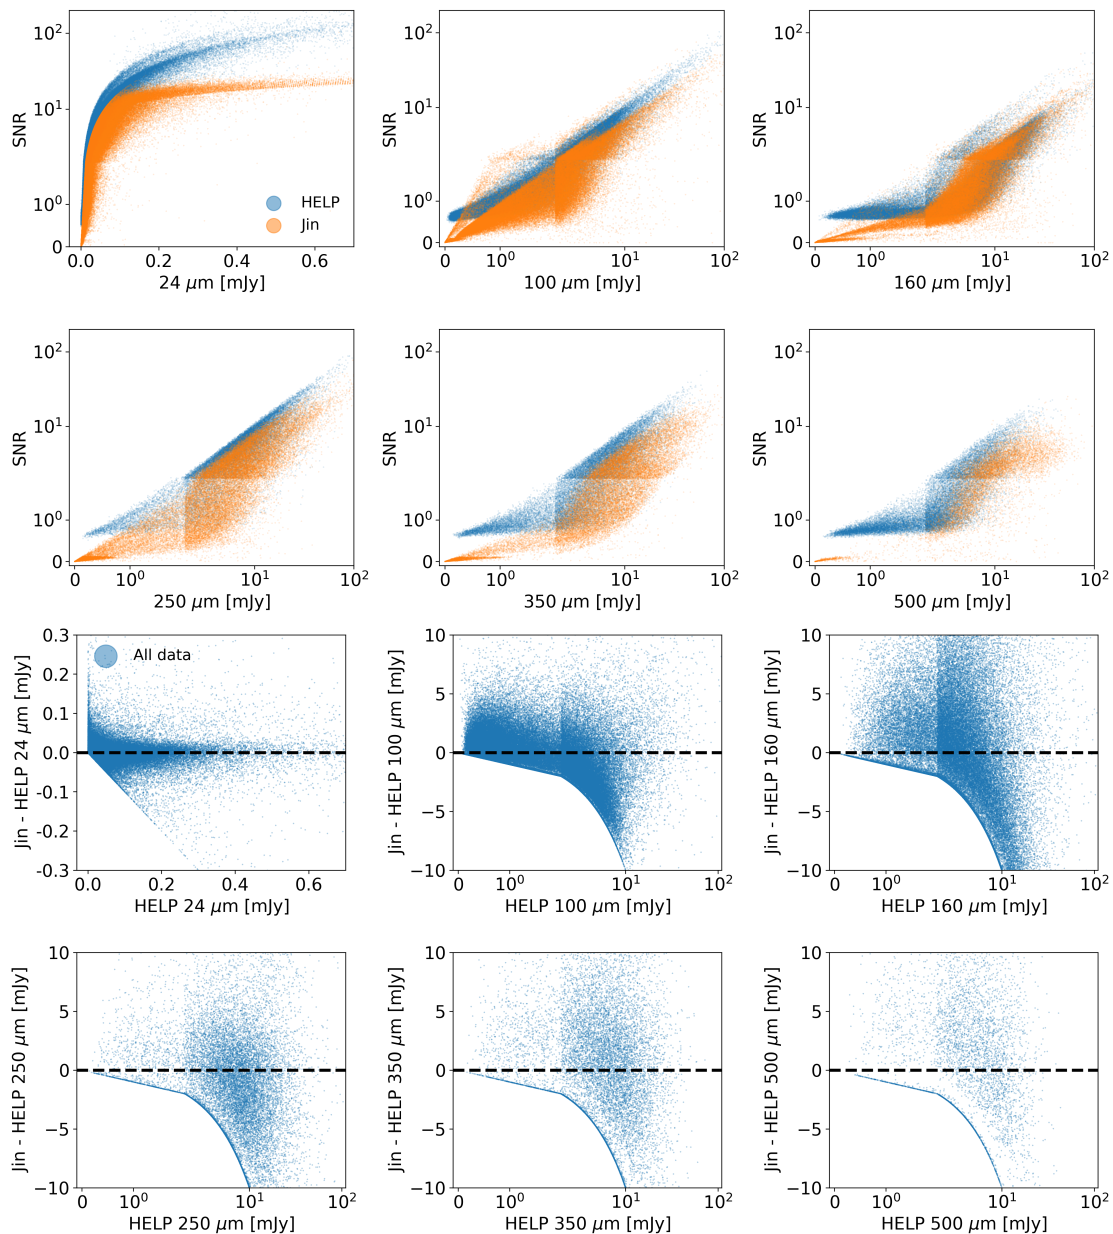 SNR
10²
10¹
10⁰
0
HELP
Jin
0.0 0.2 0.4 0.6
24 μm [mJy]
SNR
10²
10¹
10⁰
0
0 10⁰ 10¹ 10²
100 μm [mJy]
SNR
10²
10¹
10⁰
0
0 10⁰ 10¹ 10²
160 μm [mJy]
SNR
10²
10¹
10⁰
0
0 10⁰ 10¹ 10²
250 μm [mJy]
SNR
10²
10¹
10⁰
0
0 10⁰ 10¹ 10²
350 μm [mJy]
SNR
10²
10¹
10⁰
0
0 10⁰ 10¹ 10²
500 μm [mJy]
Jin - HELP 24 μm [mJy]
0.3
0.2
0.1
0.0
-0.1
-0.2
-0.3
All data
0.0 0.2 0.4 0.6
HELP 24 μm [mJy]
Jin - HELP 100 μm [mJy]
10
5
0
−5
−10
0 10⁰ 10¹ 10²
HELP 100 μm [mJy]
Jin - HELP 160 μm [mJy]
10
5
0
−5
−10
0 10⁰ 10¹ 10²
HELP 160 μm [mJy]
Jin - HELP 250 μm [mJy]
10
5
0
−5
−10
0 10⁰ 10¹ 10²
HELP 250 μm [mJy]
Jin - HELP 350 μm [mJy]
10
5
0
−5
−10
0 10⁰ 10¹ 10²
HELP 350 μm [mJy]
Jin - HELP 500 μm [mJy]
10
5
0
−5
−10
0 10⁰ 10¹ 10²
HELP 500 μm [mJy]